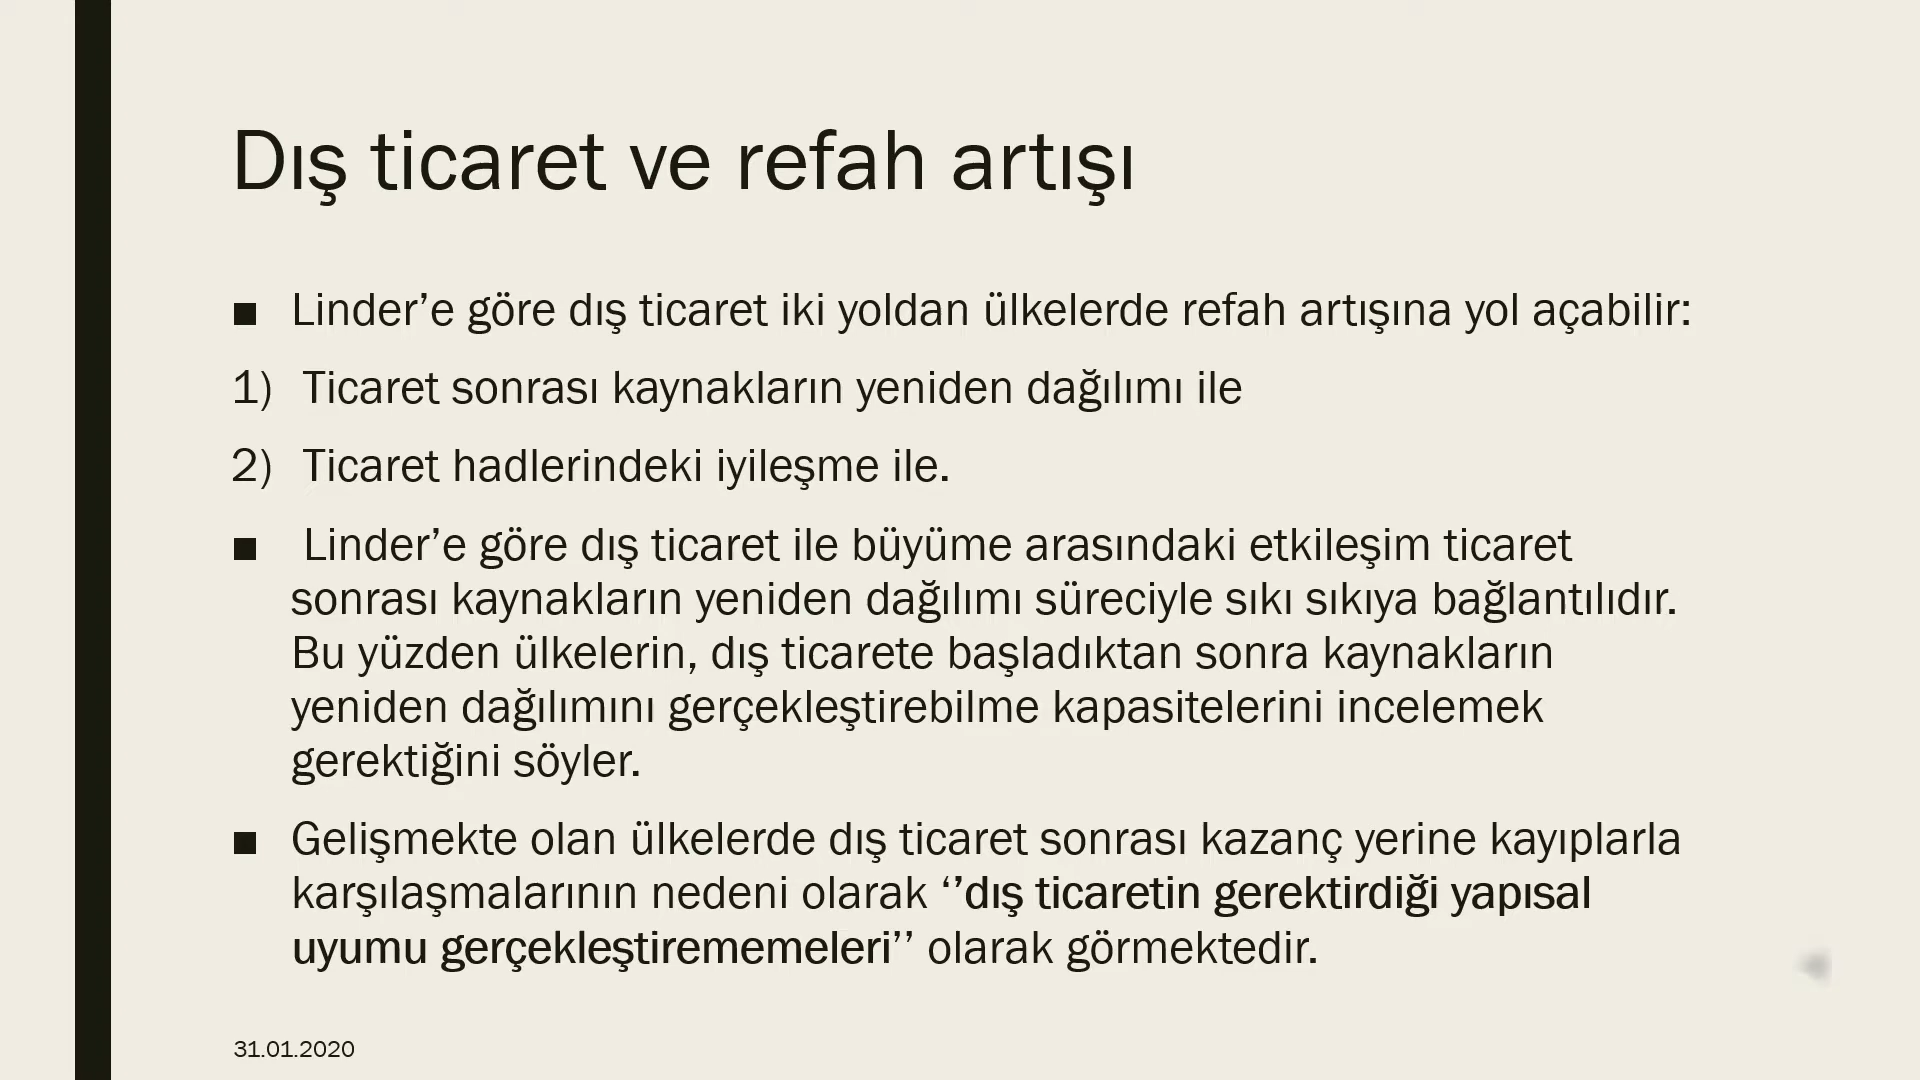 Dış ticaret ve refah artışı
■ Linder’e göre dış ticaret iki yoldan ülkelerde refah artışına yol açabilir:
1) Ticaret sonrası kaynakların yeniden dağılımı ile
2) Ticaret hadlerindeki iyileşme ile.
■ Linder’e göre dış ticaret ile büyüme arasındaki etkileşim ticaret
sonrası kaynakların yeniden dağılımı süreciyle sıkı sıkıya bağlantılıdır.
Bu yüzden ülkelerin, dış ticarete başladıktan sonra kaynakların
yeniden dağılımını gerçekleştirebilme kapasitelerini incelemek
gerektiğini söyler.
■ Gelişmekte olan ülkelerde dış ticaret sonrası kazanç yerine kayıplarla
karşılaşmalarının nedeni olarak ‘’dış ticaretin gerektirdiği yapısal
uyumu gerçekleştirememeleri’’ olarak görmektedir.
31.01.2020